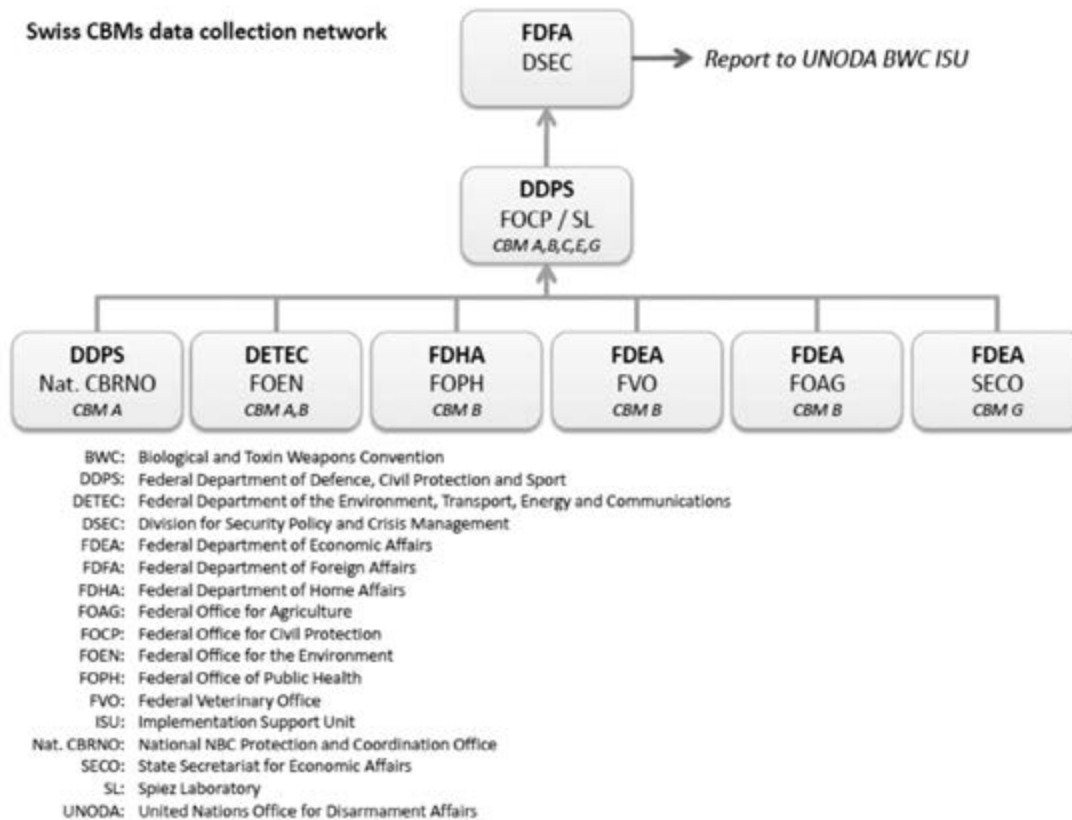 Swiss CBMs data collection network
FDFA
DSEC
Report to UNODA BWC ISU
DDPS
FOCP / SL
CBM A,B,C,E,G
DDPS
Nat. CBRNO
CBM A
DETEC
FOEN
CBM A,B
FDHA
FOPH
CBM B
FDEA
FVO
CBM B
FDEA
FOAG
CBM B
FDEA
SECO
CBM G
BWC: Biological and Toxin Weapons Convention
DDPS: Federal Department of Defence, Civil Protection and Sport
DETEC: Federal Department of the Environment, Transport, Energy and Communications
DSEC: Division for Security Policy and Crisis Management
FDEA: Federal Department of Economic Affairs
FDFA: Federal Department of Foreign Affairs
FDHA: Federal Department of Home Affairs
FOAG: Federal Office for Agriculture
FOCP: Federal Office for Civil Protection
FOEN: Federal Office for the Environment
FOPH: Federal Office of Public Health
FVO: Federal Veterinary Office
ISU: Implementation Support Unit
Nat. CBRNO: National NBC Protection and Coordination Office
SECO: State Secretariat for Economic Affairs
SL: Spiez Laboratory
UNODA: United Nations Office for Disarmament Affairs